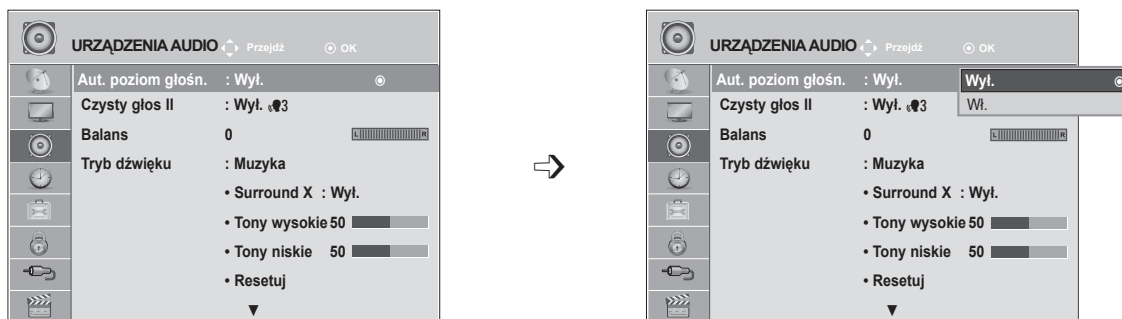 URZĄDZENIA AUDIO Przejdź OK
Aut. poziom głośn. : Wył.
Czysty głos II : Wył. 3
Balans 0 L R
Tryb dźwięku : Muzyka
• Surround X : Wył.
• Tony wysokie 50
• Tony niskie 50
• Resetuj
▼
URZĄDZENIA AUDIO Przejdź OK
Aut. poziom głośn. : Wył. Wył.
Czysty głos II : Wył. 3 Wł.
Balans 0 L R
Tryb dźwięku : Muzyka
• Surround X : Wył.
• Tony wysokie 50
• Tony niskie 50
• Resetuj
▼